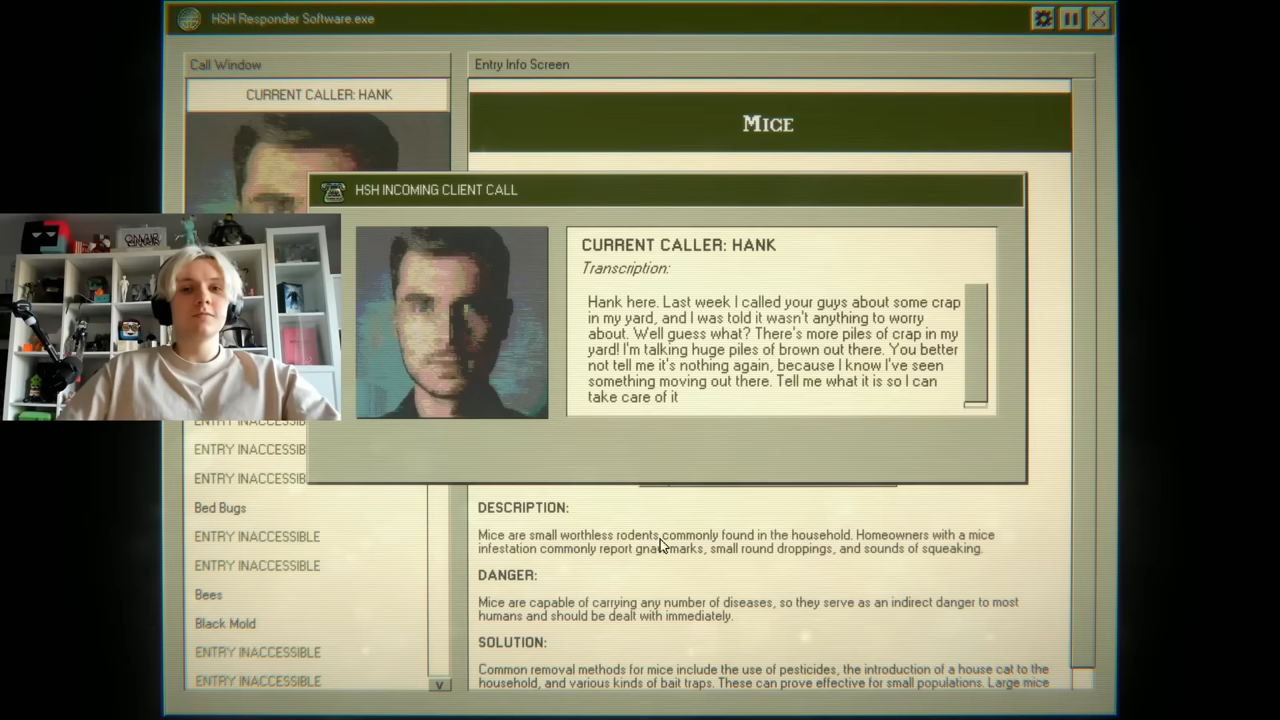 HSH Responder Software.exe
Call Window
Entry Info Screen
CURRENT CALLER: HANK
MICE
HSH INCOMING CLIENT CALL
CURRENT CALLER: HANK
Transcription:
Hank here. Last week I called your guys about some crap
in my yard, and I was told it wasn't anything to worry
about. Well guess what? There's more piles of crap in my
yard! I'm talking huge piles of brown out there. You better
not tell me it's nothing again, because I know I've seen
something moving out there. Tell me what it is so I can
take care of it
ENTRY
ENTRY
ENTRY
Bed Bugs
ENTRY INACCESSIBLE
ENTRY INACCESSIBLE
Bees
Black Mold
ENTRY INACCESSIBLE
ENTRY INACCESSIBLE
V
DESCRIPTION:
Mice are small worthless rodents commonly found in the household. Homeowners with a mice
infestation commonly report gnaw marks, small round droppings, and sounds of squeaking.
DANGER:
Mice are capable of carrying any number of diseases, so they serve as an indirect danger to most
humans and should be dealt with immediately.
SOLUTION:
Common removal methods for mice include the use of pesticides, the introduction of a house cat to the
household, and various kinds of bait traps. These can prove effective for small populations. Large mice